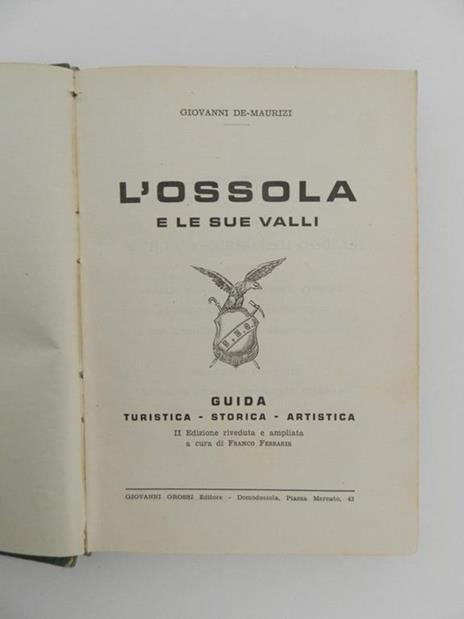 GIOVANNI DE-MAURIZI
L'OSSOLA
E LE SUE VALLI
GUIDA
TURISTICA - STORICA - ARTISTICA
II Edizione riveduta e ampliata
a cura di FRANCO FERRARIS
GIOVANNI GROSSI Editore - Domodossola, Piazza Mercato, 43